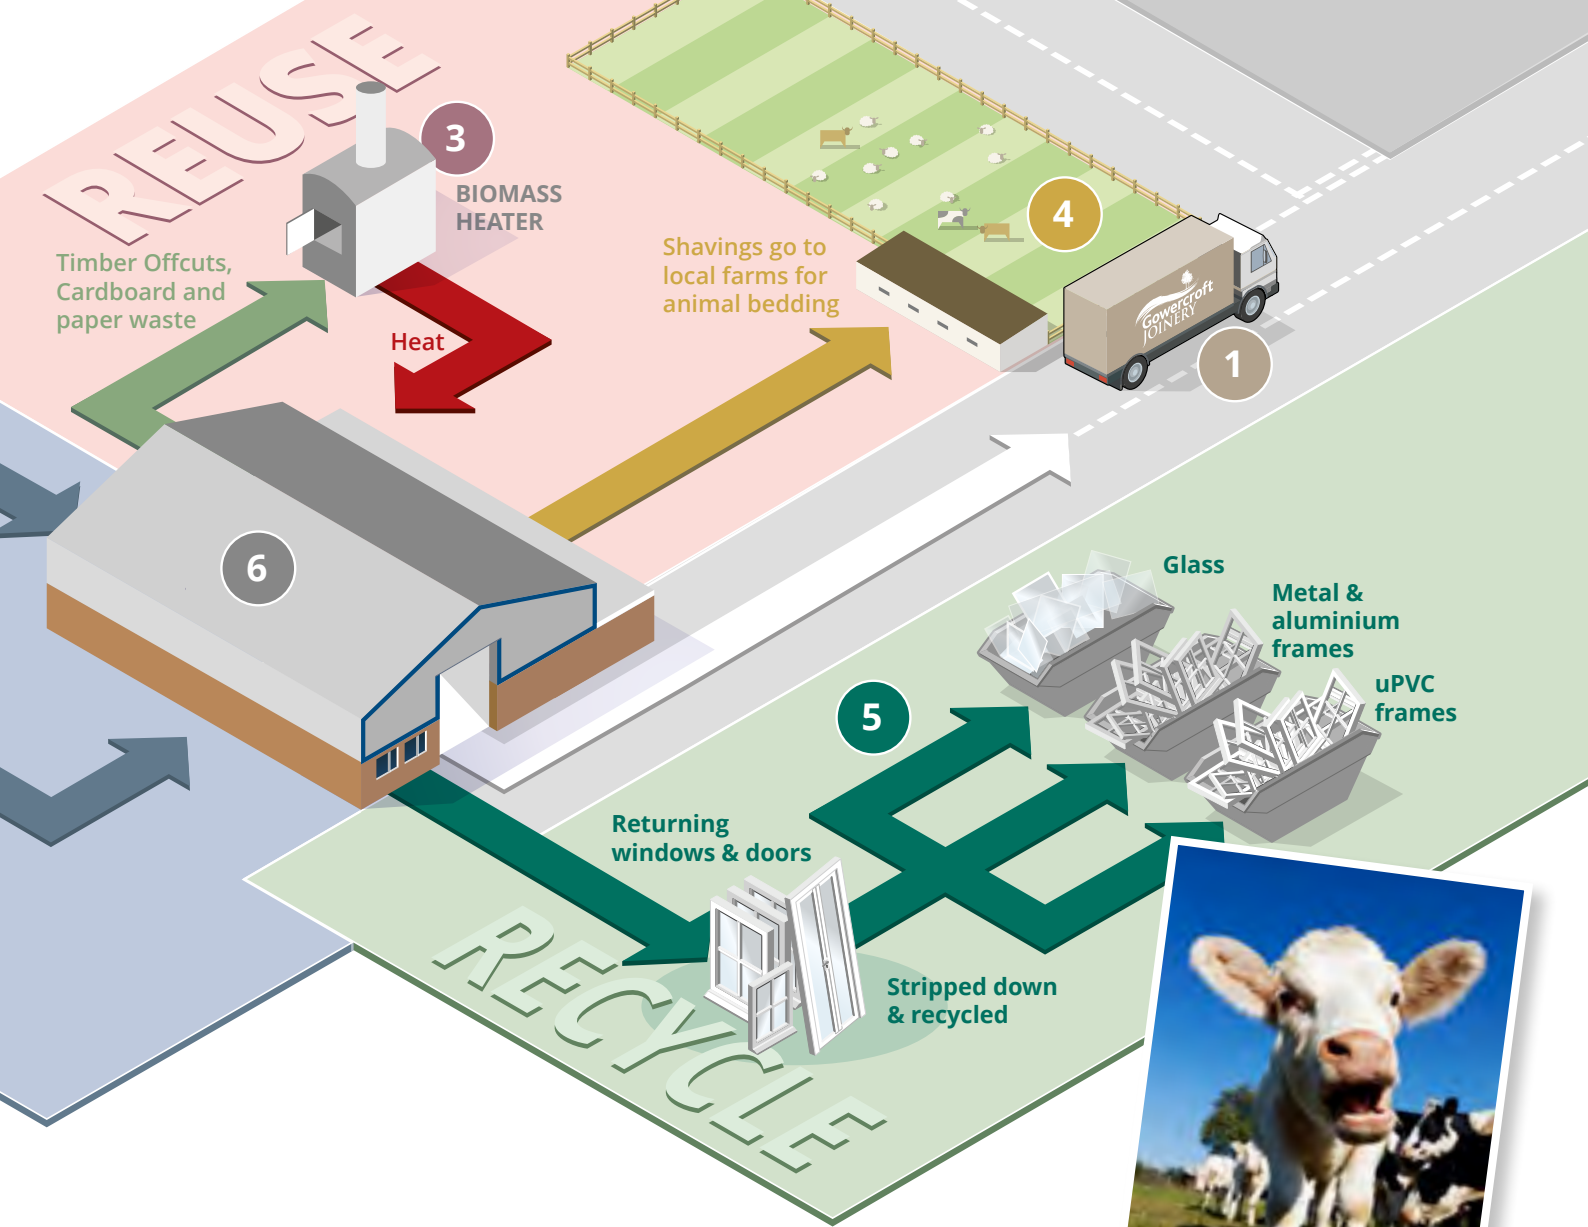 REUSE
3
BIOMASS
HEATER
Timber Offcuts,
Cardboard and
paper waste
Heat
Shavings go to
local farms for
animal bedding
4
Gowercroft
JOINERY
1
6
Glass
Metal &
aluminium
frames
uPVC
frames
5
Returning
windows & doors
Stripped down
& recycled
RECYCLE